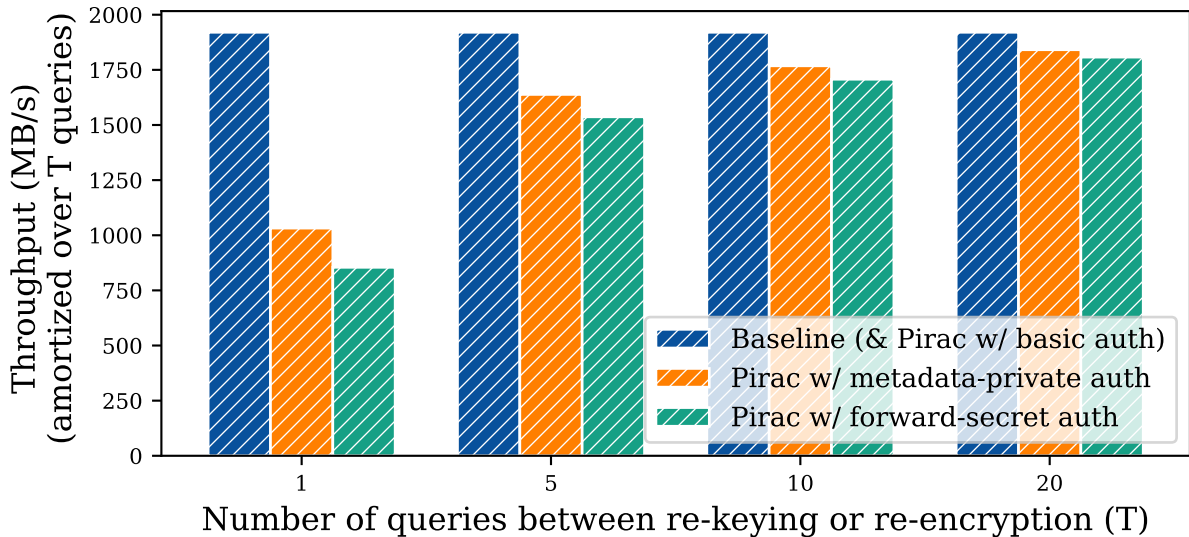 Throughput (MB/s)
(amortized over T queries)
2000
1750
1500
1250
1000
750
500
250
0
Baseline (& Pirac w/ basic auth)
Pirac w/ metadata-private auth
Pirac w/ forward-secret auth
1
5
10
20
Number of queries between re-keying or re-encryption (T)